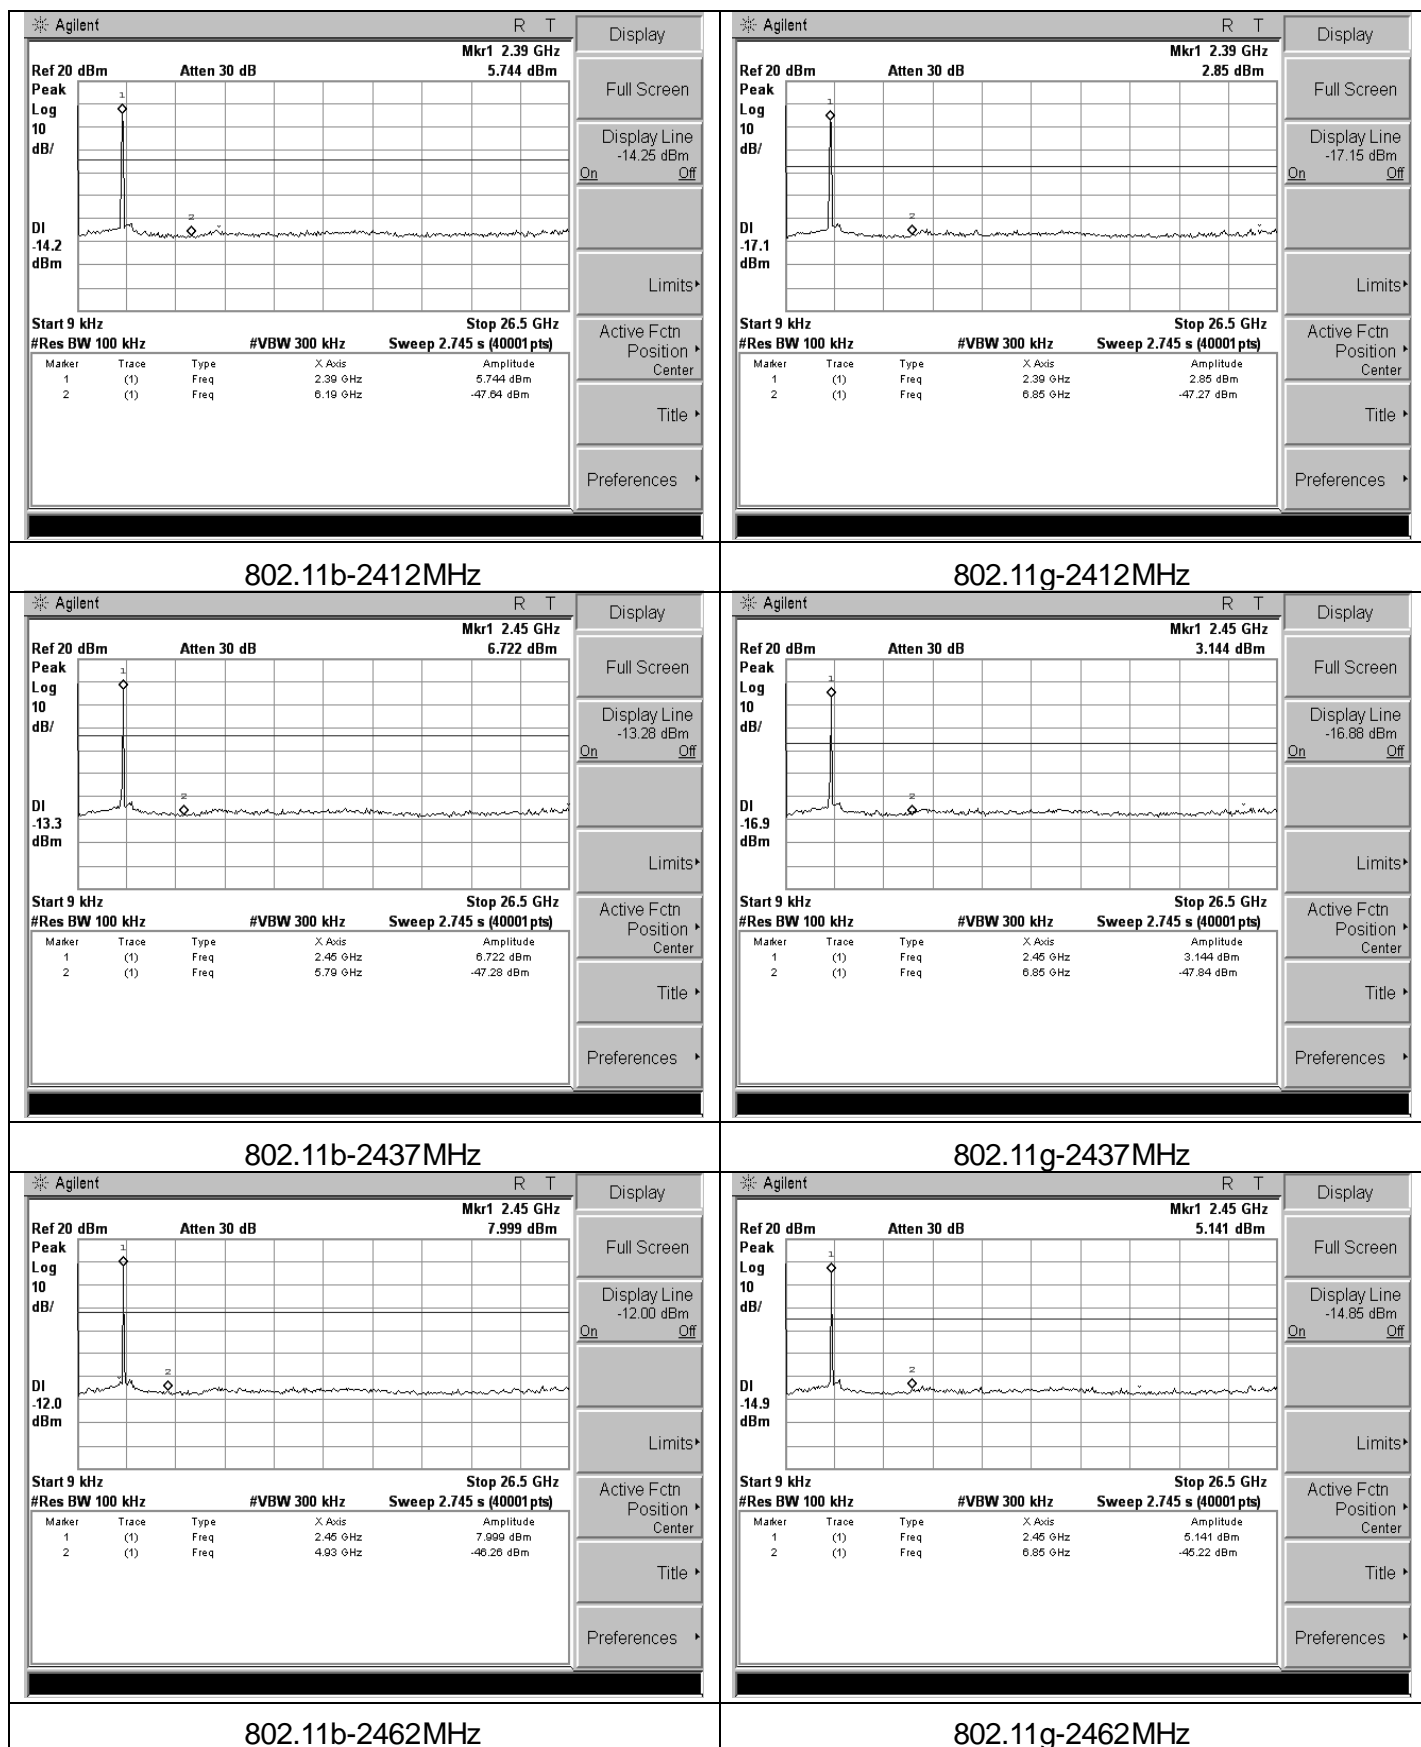 Agilent R T
Mkr1 2.39 GHz
Ref 20 dBm Atten 30 dB 5.744 dBm
Peak
Log
10
dB/
1
2
DI
-14.2
dBm
Start 9 kHz Stop 26.5 GHz
#Res BW 100 kHz #VBW 300 kHz Sweep 2.745 s (40001 pts)
Marker Trace Type X Axis Amplitude
1 (1) Freq 2.39 GHz 5.744 dBm
2 (1) Freq 6.19 GHz -47.64 dBm
Display
Full Screen
Display Line
-14.25 dBm
On Off
Limits
Active Fctn
Position
Center
Title
Preferences
802.11b-2412MHz
Agilent R T
Mkr1 2.39 GHz
Ref 20 dBm Atten 30 dB 2.85 dBm
Peak
Log
10
dB/
1
2
DI
-17.1
dBm
Start 9 kHz Stop 26.5 GHz
#Res BW 100 kHz #VBW 300 kHz Sweep 2.745 s (40001 pts)
Marker Trace Type X Axis Amplitude
1 (1) Freq 2.39 GHz 2.85 dBm
2 (1) Freq 6.85 GHz -47.27 dBm
Display
Full Screen
Display Line
-17.15 dBm
On Off
Limits
Active Fctn
Position
Center
Title
Preferences
802.11g-2412MHz
Agilent R T
Mkr1 2.45 GHz
Ref 20 dBm Atten 30 dB 6.722 dBm
Peak
Log
10
dB/
1
2
DI
-13.3
dBm
Start 9 kHz Stop 26.5 GHz
#Res BW 100 kHz #VBW 300 kHz Sweep 2.745 s (40001 pts)
Marker Trace Type X Axis Amplitude
1 (1) Freq 2.45 GHz 6.722 dBm
2 (1) Freq 5.79 GHz -47.28 dBm
Display
Full Screen
Display Line
-13.28 dBm
On Off
Limits
Active Fctn
Position
Center
Title
Preferences
802.11b-2437MHz
Agilent R T
Mkr1 2.45 GHz
Ref 20 dBm Atten 30 dB 3.144 dBm
Peak
Log
10
dB/
1
2
DI
-16.9
dBm
Start 9 kHz Stop 26.5 GHz
#Res BW 100 kHz #VBW 300 kHz Sweep 2.745 s (40001 pts)
Marker Trace Type X Axis Amplitude
1 (1) Freq 2.45 GHz 3.144 dBm
2 (1) Freq 6.85 GHz -47.84 dBm
Display
Full Screen
Display Line
-16.88 dBm
On Off
Limits
Active Fctn
Position
Center
Title
Preferences
802.11g-2437MHz
Agilent R T
Mkr1 2.45 GHz
Ref 20 dBm Atten 30 dB 7.999 dBm
Peak
Log
10
dB/
1
2
DI
-12.0
dBm
Start 9 kHz Stop 26.5 GHz
#Res BW 100 kHz #VBW 300 kHz Sweep 2.745 s (40001 pts)
Marker Trace Type X Axis Amplitude
1 (1) Freq 2.45 GHz 7.999 dBm
2 (1) Freq 4.93 GHz -46.26 dBm
Display
Full Screen
Display Line
-12.00 dBm
On Off
Limits
Active Fctn
Position
Center
Title
Preferences
802.11b-2462MHz
Agilent R T
Mkr1 2.45 GHz
Ref 20 dBm Atten 30 dB 5.141 dBm
Peak
Log
10
dB/
1
2
DI
-14.9
dBm
Start 9 kHz Stop 26.5 GHz
#Res BW 100 kHz #VBW 300 kHz Sweep 2.745 s (40001 pts)
Marker Trace Type X Axis Amplitude
1 (1) Freq 2.45 GHz 5.141 dBm
2 (1) Freq 6.85 GHz -45.22 dBm
Display
Full Screen
Display Line
-14.85 dBm
On Off
Limits
Active Fctn
Position
Center
Title
Preferences
802.11g-2462MHz